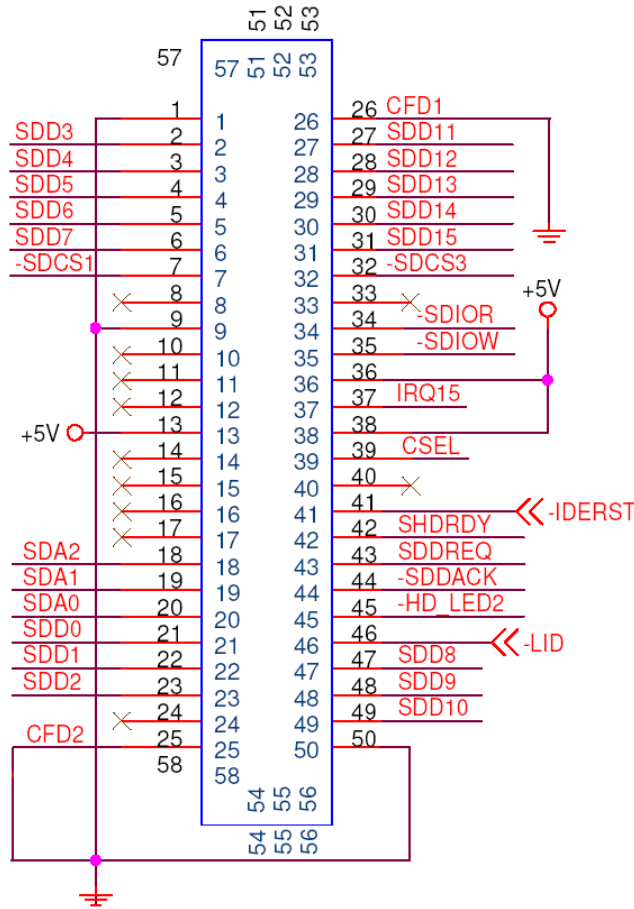 51 52 53
57
57 51 52 53
1 1 26 26 CFD1
SDD3 2 2 27 27 SDD11
SDD4 3 3 28 28 SDD12
SDD5 4 4 29 29 SDD13
SDD6 5 5 30 30 SDD14
SDD7 6 6 31 31 SDD15
-SDCS1 7 7 32 32 -SDCS3
8 8 33 33 +5V
9 9 34 34 -SDIOR
10 10 35 35 -SDIOW
11 11 36 36
12 12 37 37 IRQ15
+5V 13 13 38 38
14 14 39 39 CSEL
15 15 40 40
16 16 41 41 -IDERST
17 17 42 42 SHDRDY
SDA2 18 18 43 43 SDDREQ
SDA1 19 19 44 44 -SDDACK
SDA0 20 20 45 45 -HD_LED2
SDD0 21 21 46 46 -LID
SDD1 22 22 47 47 SDD8
SDD2 23 23 48 48 SDD9
24 24 49 49 SDD10
CFD2 25 25 50 50
58 58
54 55 56
54 55 56